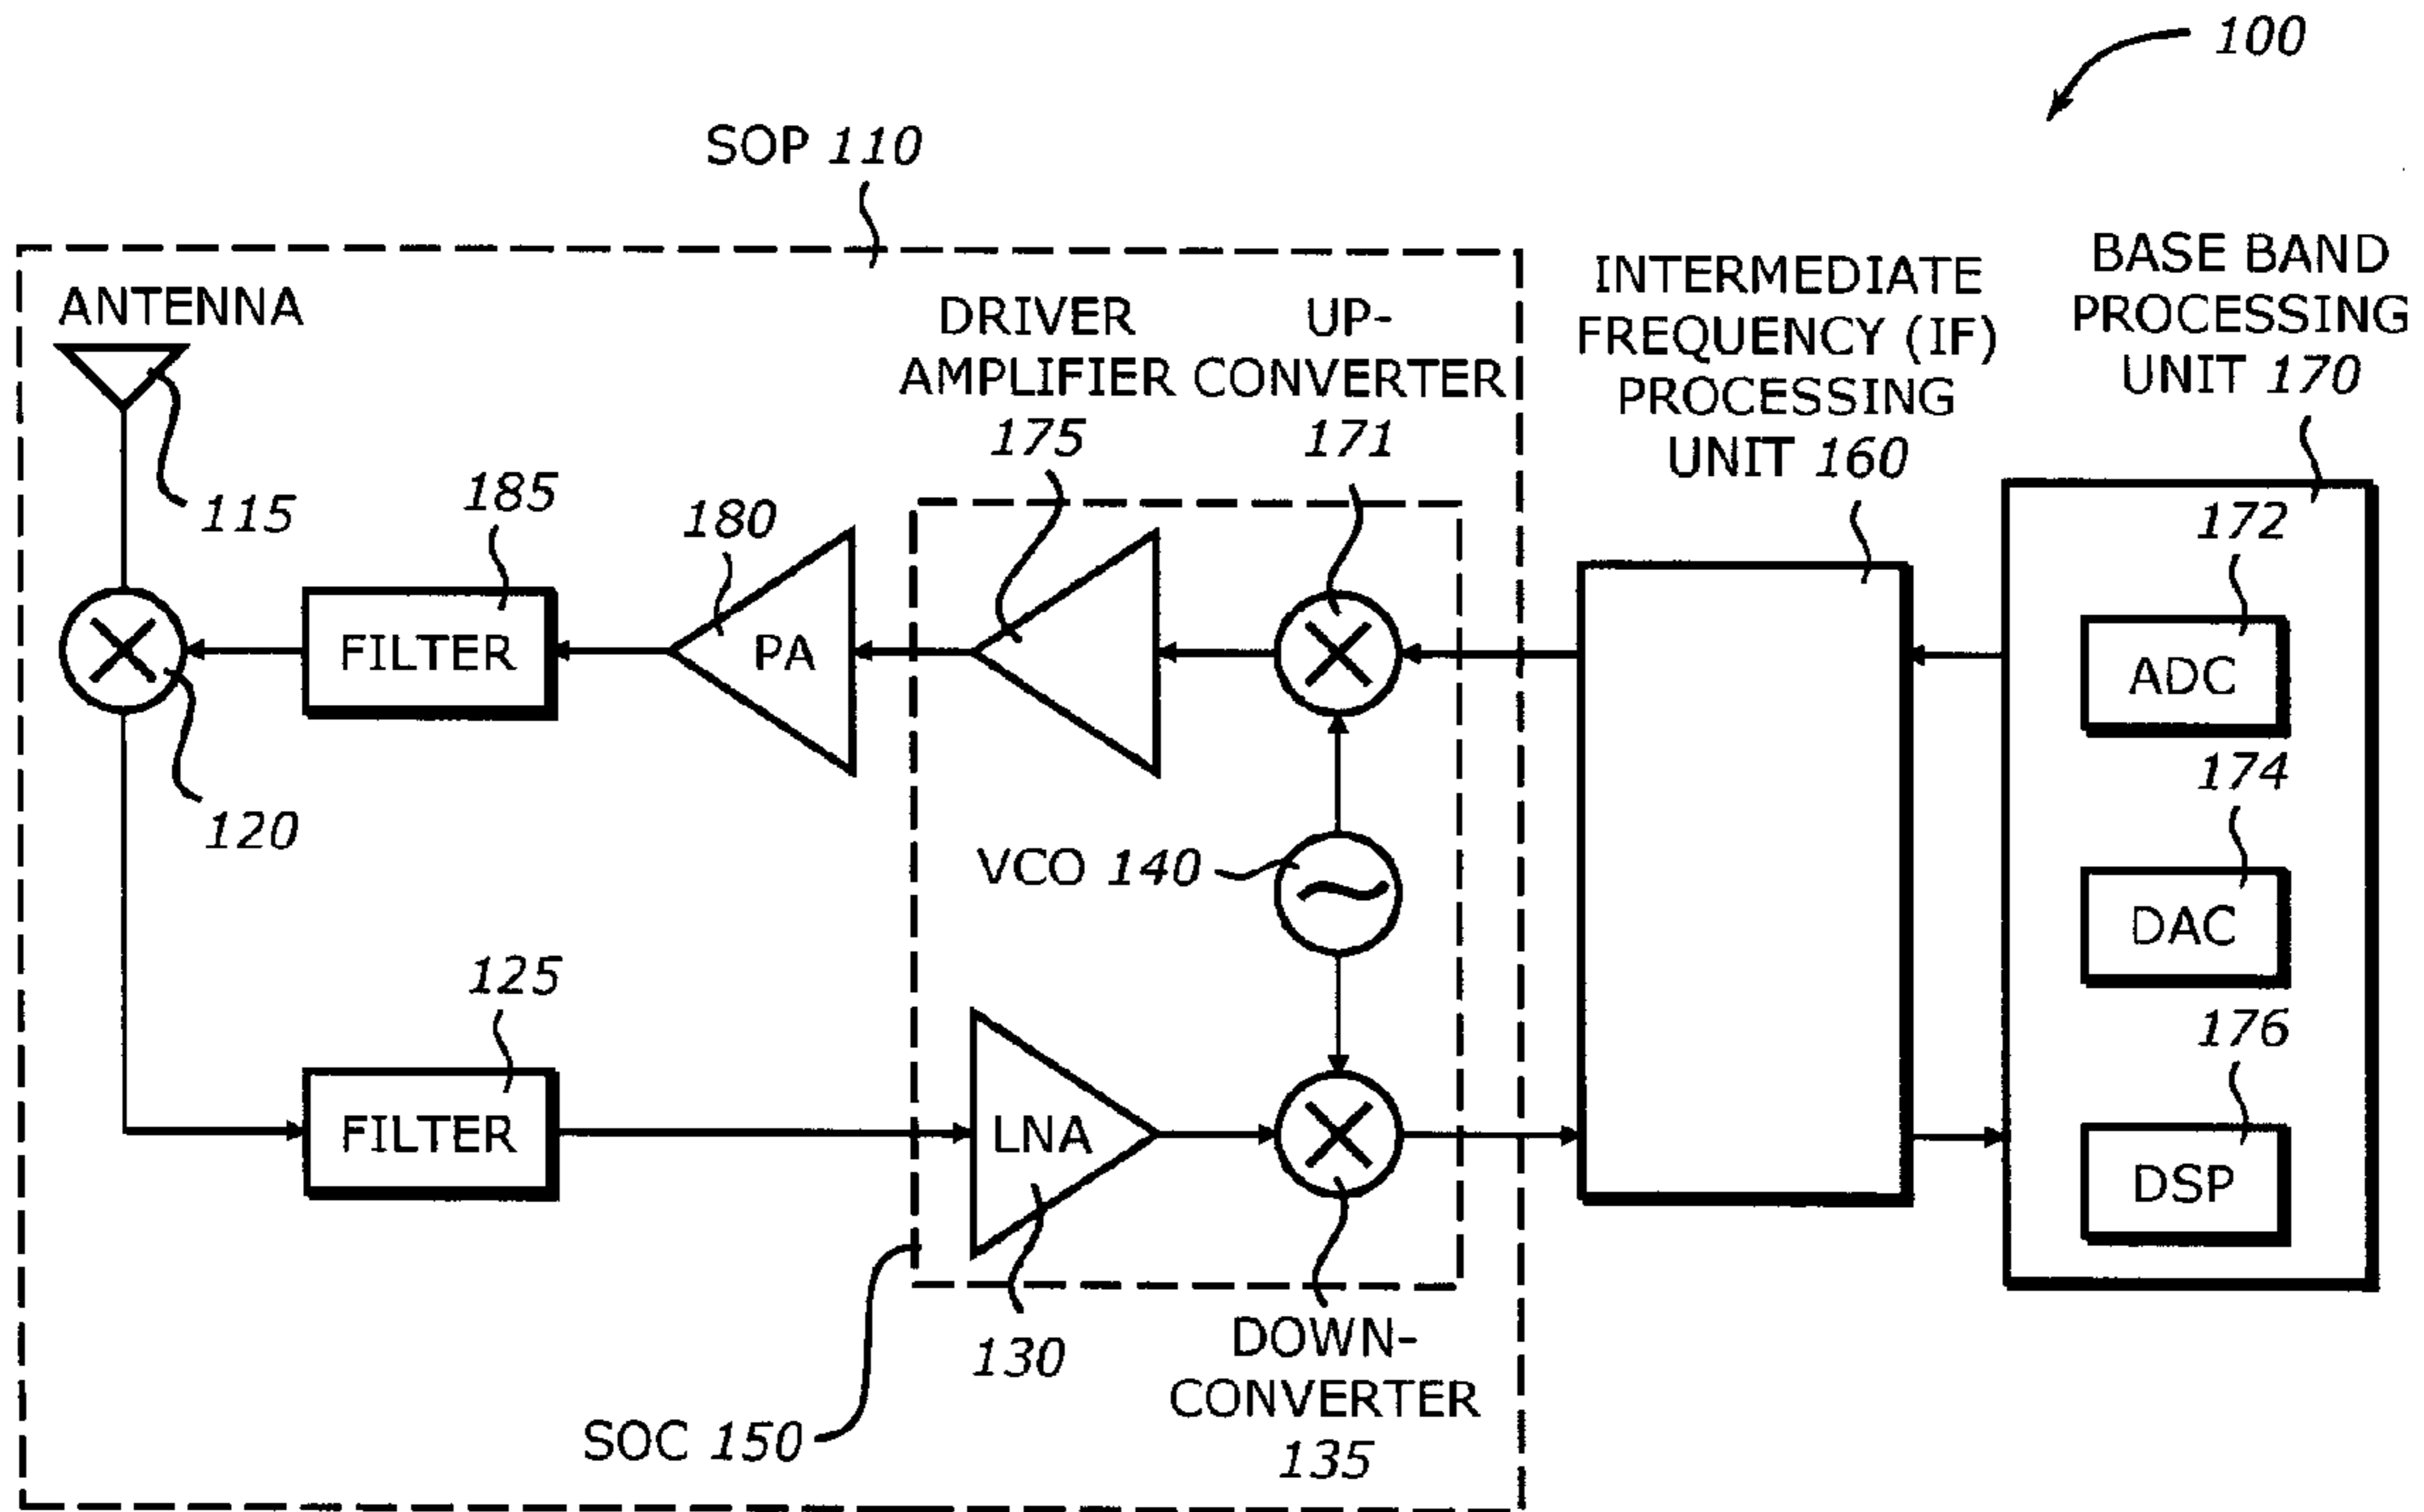 100
SOP 110
ANTENNA
115
DRIVER
AMPLIFIER
175
UP-
CONVERTER
171
INTERMEDIATE
FREQUENCY (IF)
PROCESSING
UNIT 160
BASE BAND
PROCESSING
UNIT 170
185
FILTER
180
PA
120
172
ADC
174
DAC
176
DSP
VCO 140
125
FILTER
LNA
130
DOWN-
CONVERTER
135
SOC 150